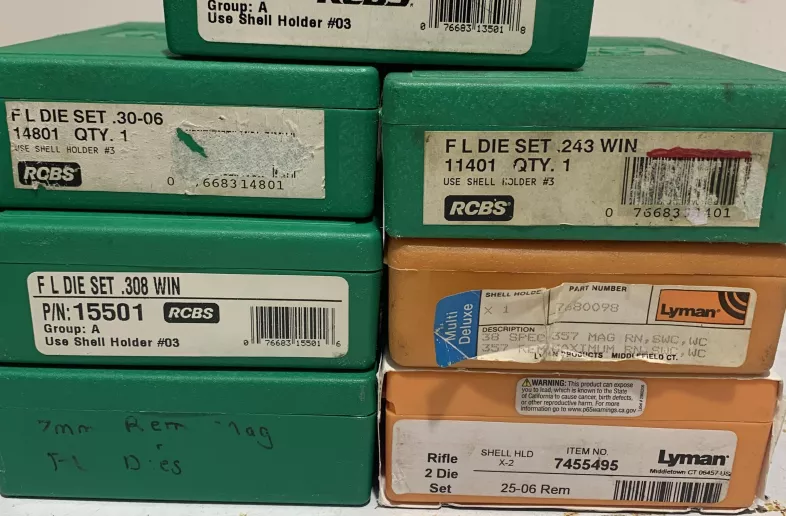 Group: A
Use Shell Holder #03
RCBS
0 76683 13501 8
F L DIE SET .30-06
14801 QTY. 1
USE SHELL HOLDER #3
RCBS
0 668314801
F L DIE SET .243 WIN
11401 QTY. 1
USE SHELL HOLDER #3
RCBS
0 76683 401
F L DIE SET .308 WIN
P/N: 15501 RCBS
Group: A
Use Shell Holder #03
0 76683 15501 6
Multi
Deluxe
SHELL HOLDE
X 1
PART NUMBER
7680098
Lyman
DESCRIPTION
38 SPEC 357 MAG RN, SWC, WC
357 REM MAXIMUM RN, SWC, WC
PRODUCTS MIDDLEFIELD CT.
7mm Rem Mag
FL Dies
WARNING: This product can expose
you to lead, which is known to the State
of California to cause cancer, birth defects,
or other reproductive harm. For more
information go to www.p65warnings.ca.gov
Rifle
2 Die
Set
SHELL HLD
X-2
ITEM NO.
7455495
25-06 Rem
Lyman
Middletown CT 06457 US